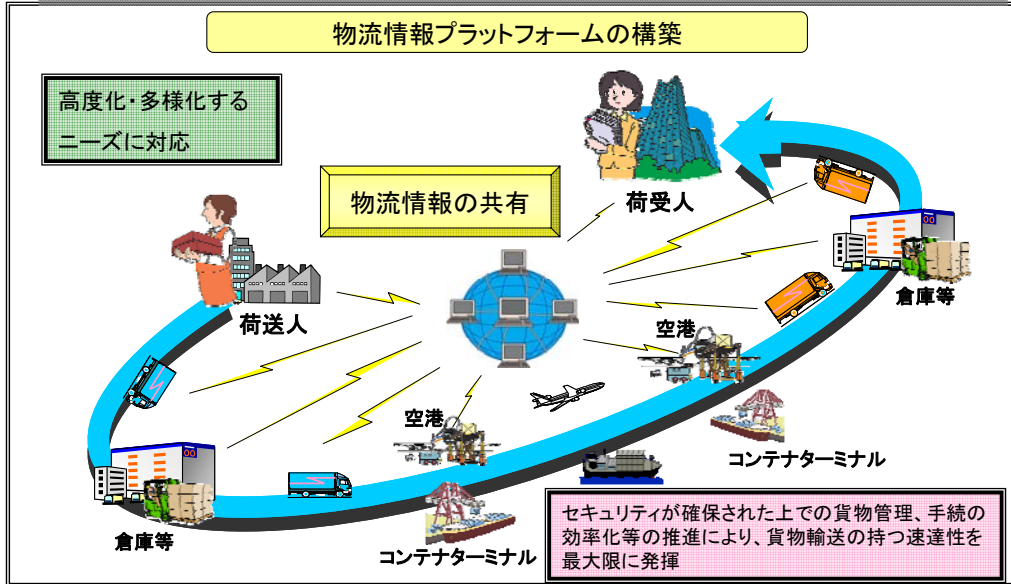 物流情報プラットフォームの構築
高度化・多様化する
ニーズに対応
物流情報の共有
荷受人
荷送人
倉庫等
空港
空港
コンテナターミナル
倉庫等
コンテナターミナル
セキュリティが確保された上での貨物管理、手続の
効率化等の推進により、貨物輸送の持つ速達性を
最大限に発揮